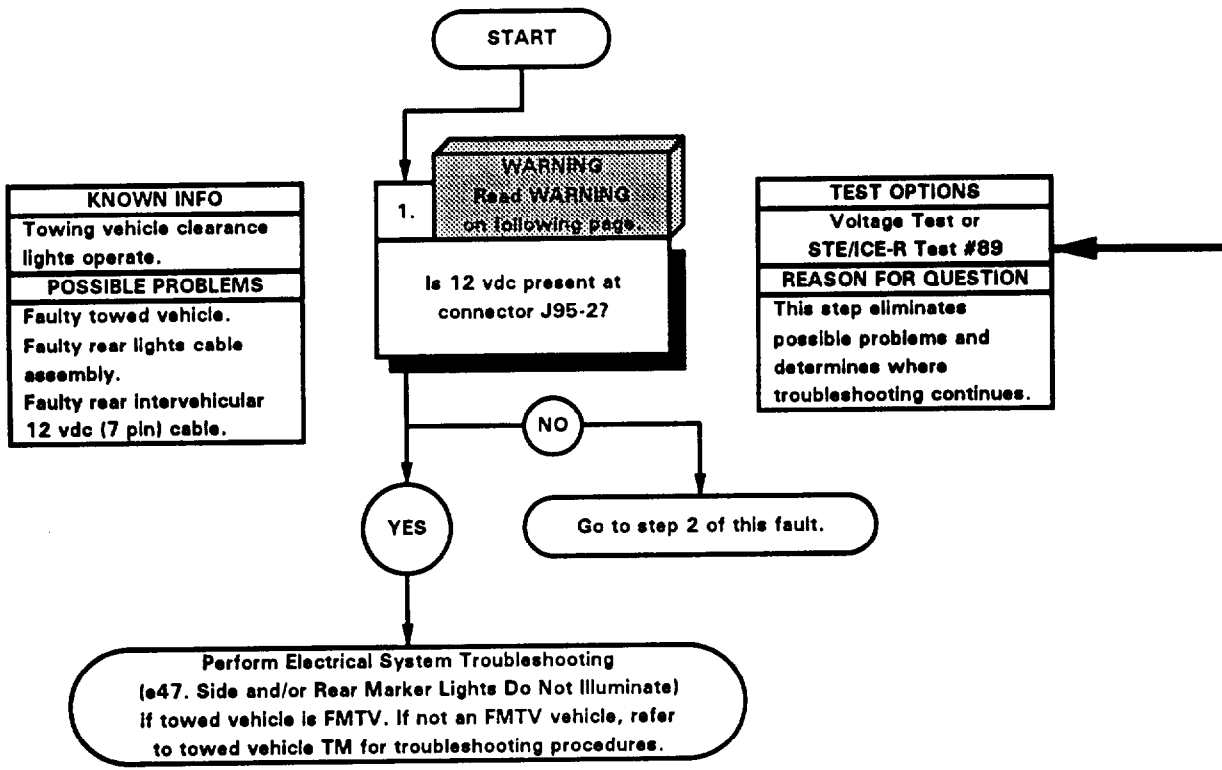 START
KNOWN INFO
Towing vehicle clearance
lights operate.
POSSIBLE PROBLEMS
Faulty towed vehicle.
Faulty rear lights cable
assembly.
Faulty rear intervehicular
12 vdc (7 pin) cable.
1.
WARNING
Read WARNING
on following page.
Is 12 vdc present at
connector J95-2?
TEST OPTIONS
Voltage Test or
STE/ICE-R Test #89
REASON FOR QUESTION
This step eliminates
possible problems and
determines where
troubleshooting continues.
NO
YES
Go to step 2 of this fault.
Perform Electrical System Troubleshooting
(e47. Side and/or Rear Marker Lights Do Not Illuminate)
if towed vehicle is FMTV. If not an FMTV vehicle, refer
to towed vehicle TM for troubleshooting procedures.